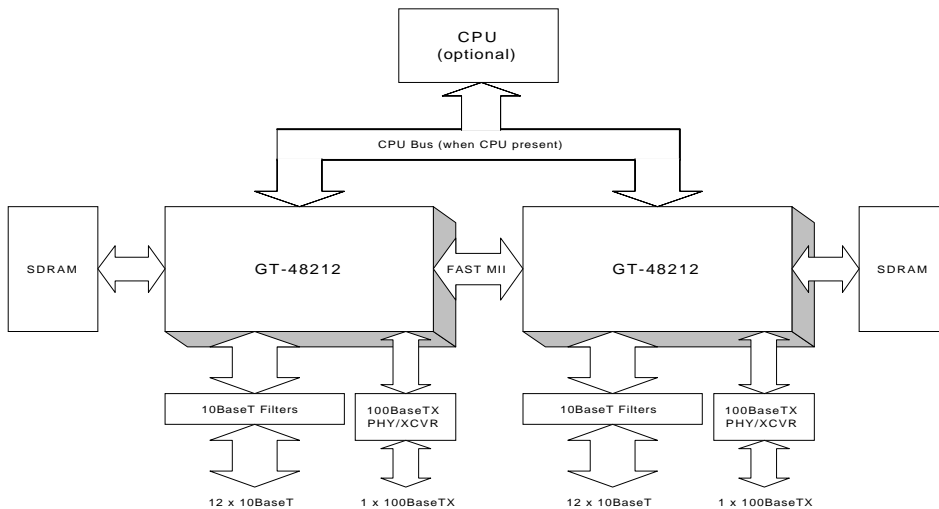 CPU
(optional)
CPU Bus (when CPU present)
SDRAM
GT-48212
FAST MII
GT-48212
SDRAM
10BaseT Filters
100BaseTX
PHY/XCVR
10BaseT Filters
100BaseTX
PHY/XCVR
12 x 10BaseT
1 x 100BaseTX
12 x 10BaseT
1 x 100BaseTX